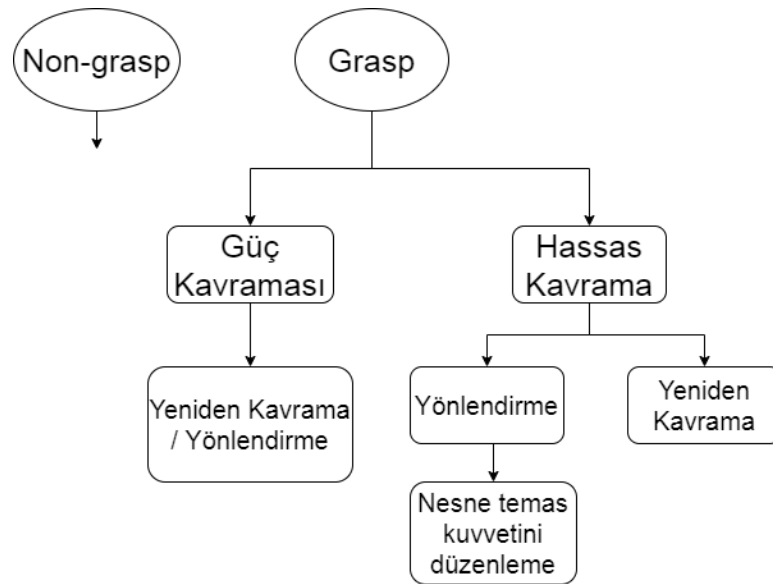 Non-grasp
Grasp
Güç
Kavraması
Hassas
Kavrama
Yeniden Kavrama
/ Yönlendirme
Yönlendirme
Yeniden
Kavrama
Nesne temas
kuvvetini
düzenleme